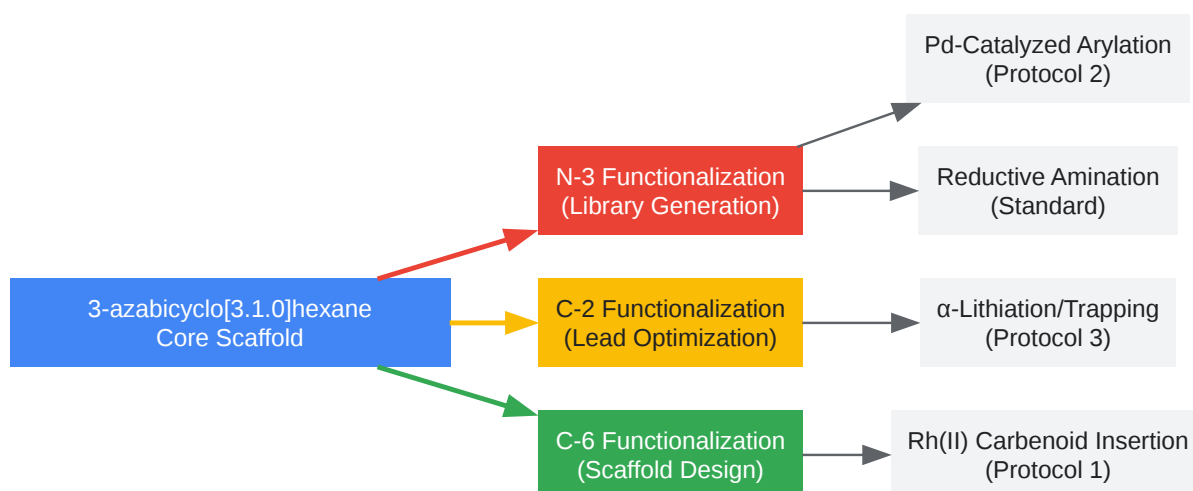 Pd-Catalyzed Arylation
(Protocol 2)
N-3 Functionalization
(Library Generation)
Reductive Amination
(Standard)
3-azabicyclo[3.1.0]hexane
Core Scaffold
C-2 Functionalization
(Lead Optimization)
α-Lithiation/Trapping
(Protocol 3)
C-6 Functionalization
(Scaffold Design)
Rh(II) Carbenoid Insertion
(Protocol 1)